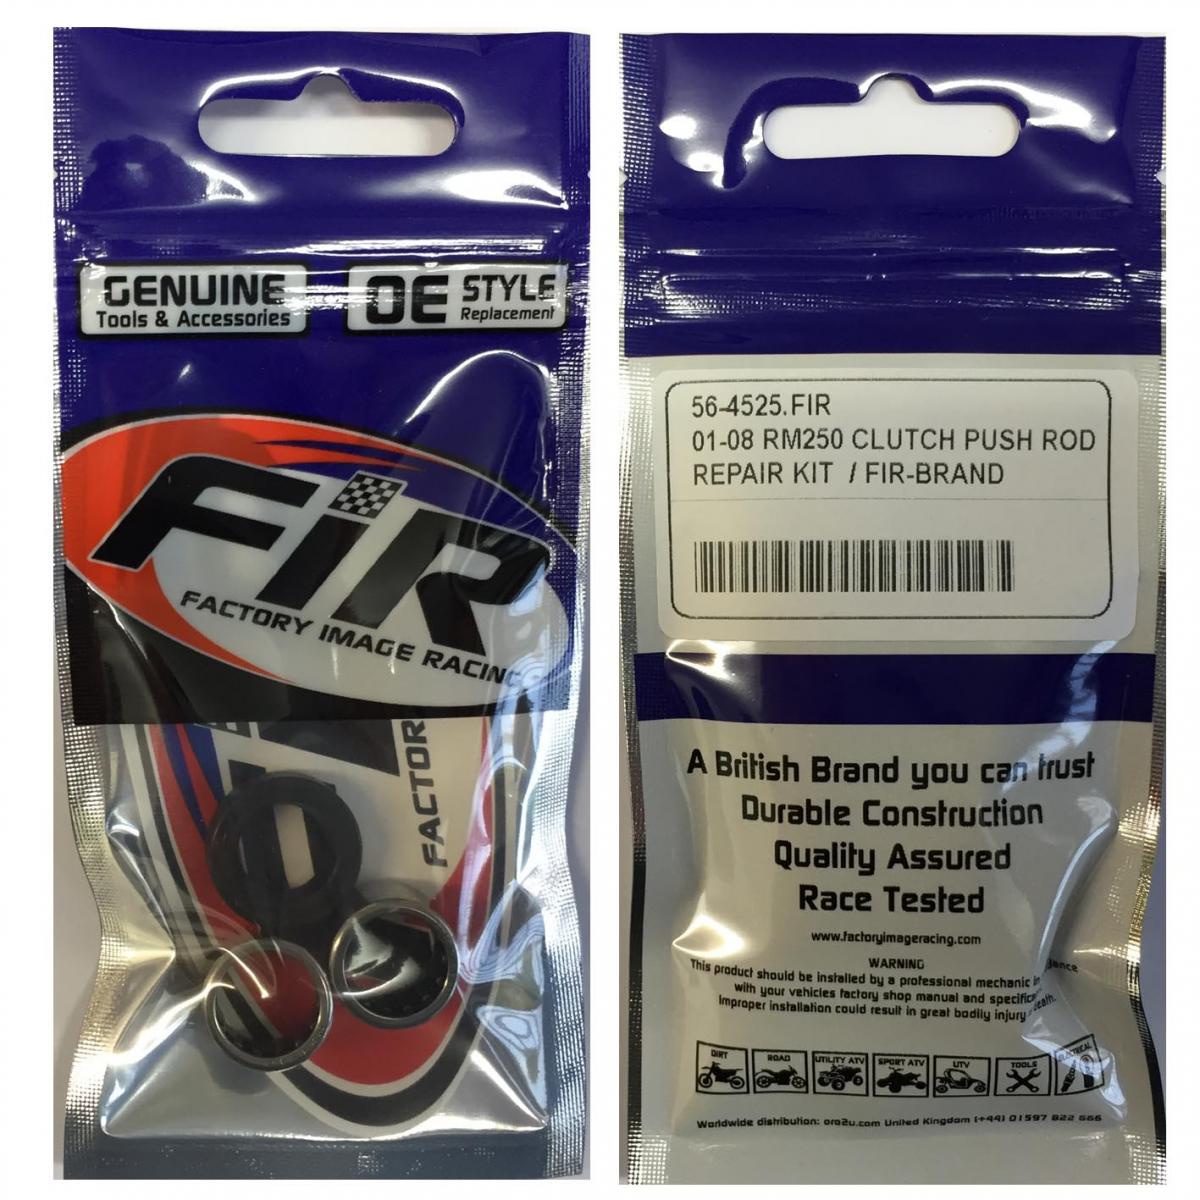 GENUINE
Tools & Accessories
OE STYLE
Replacement
FiR
FACTORY IMAGE RACING
FACTOR
56-4525.FIR
01-08 RM250 CLUTCH PUSH ROD
REPAIR KIT / FIR-BRAND
A British Brand you can trust
Durable Construction
Quality Assured
Race Tested
www.factoryimageracing.com
WARNING
This product should be installed by a professional mechanic in
with your vehicles factory shop manual and
Improper installation could result in great bodily injury death.
DIRT
ROAD
UTILITY ATV
SPORT ATV
UTV
TOOLS
ELECTRICAL
Worldwide distribution: oro2u.com United Kingdom (+44) 01597 822 666